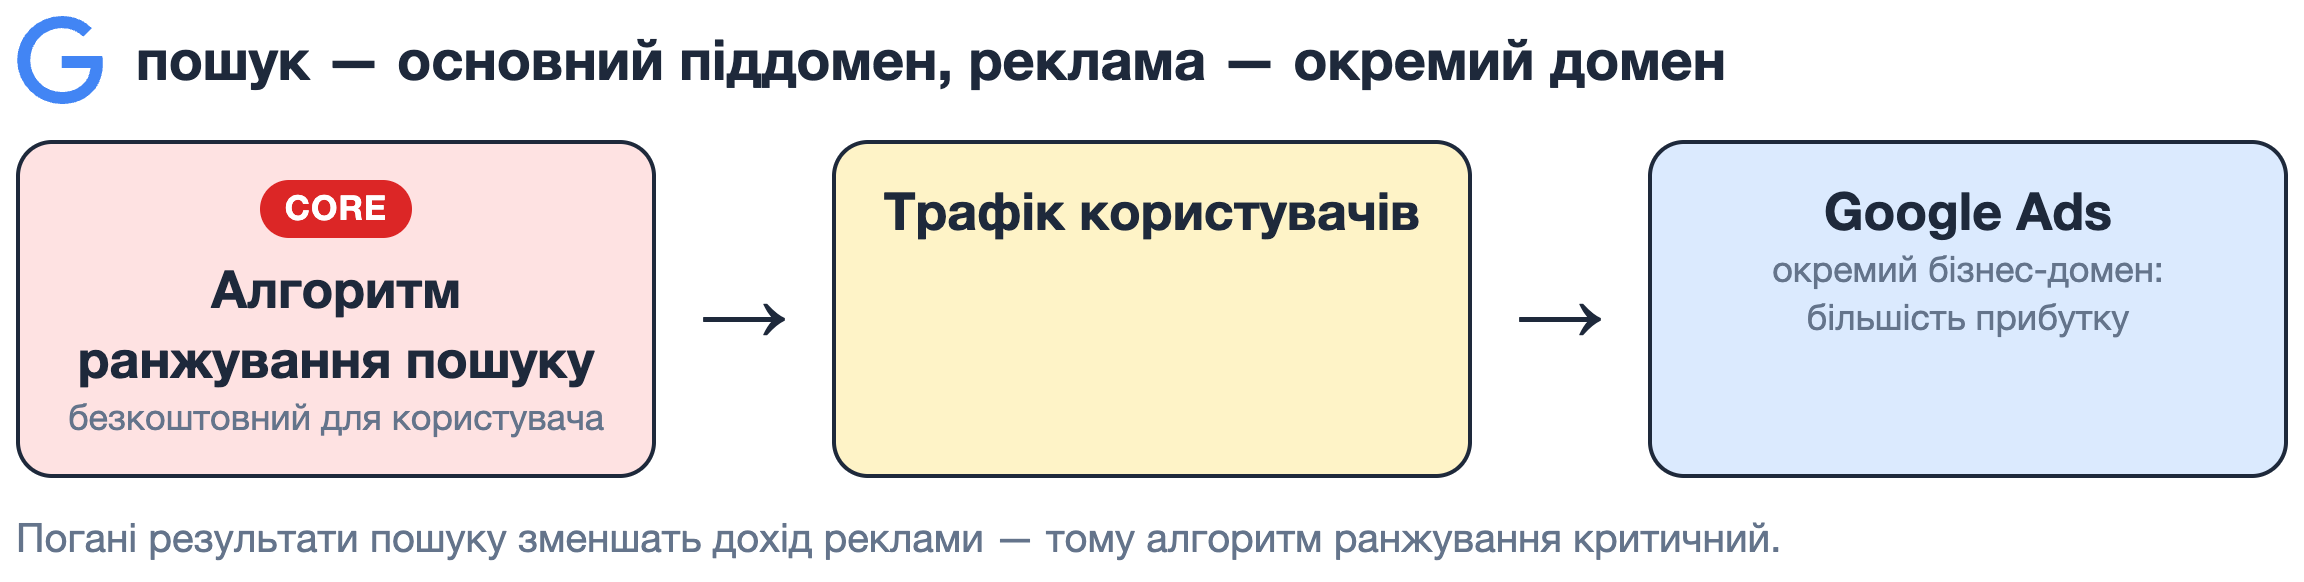 G пошук — основний піддомен, реклама — окремий домен
CORE
Алгоритм
ранжування пошуку
безкоштовний для користувача
→
Трафік користувачів
→
Google Ads
окремий бізнес-домен:
більшість прибутку
Погані результати пошуку зменшать дохід реклами — тому алгоритм ранжування критичний.